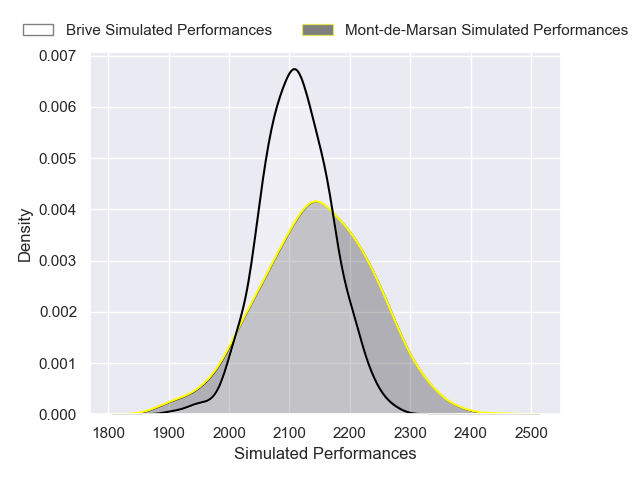 Brive Simulated Performances
Mont-de-Marsan Simulated Performances
0.007
0.006
0.005
0.004
0.003
0.002
0.001
0.000
Density
1800 1900 2000 2100 2200 2300 2400 2500
Simulated Performances